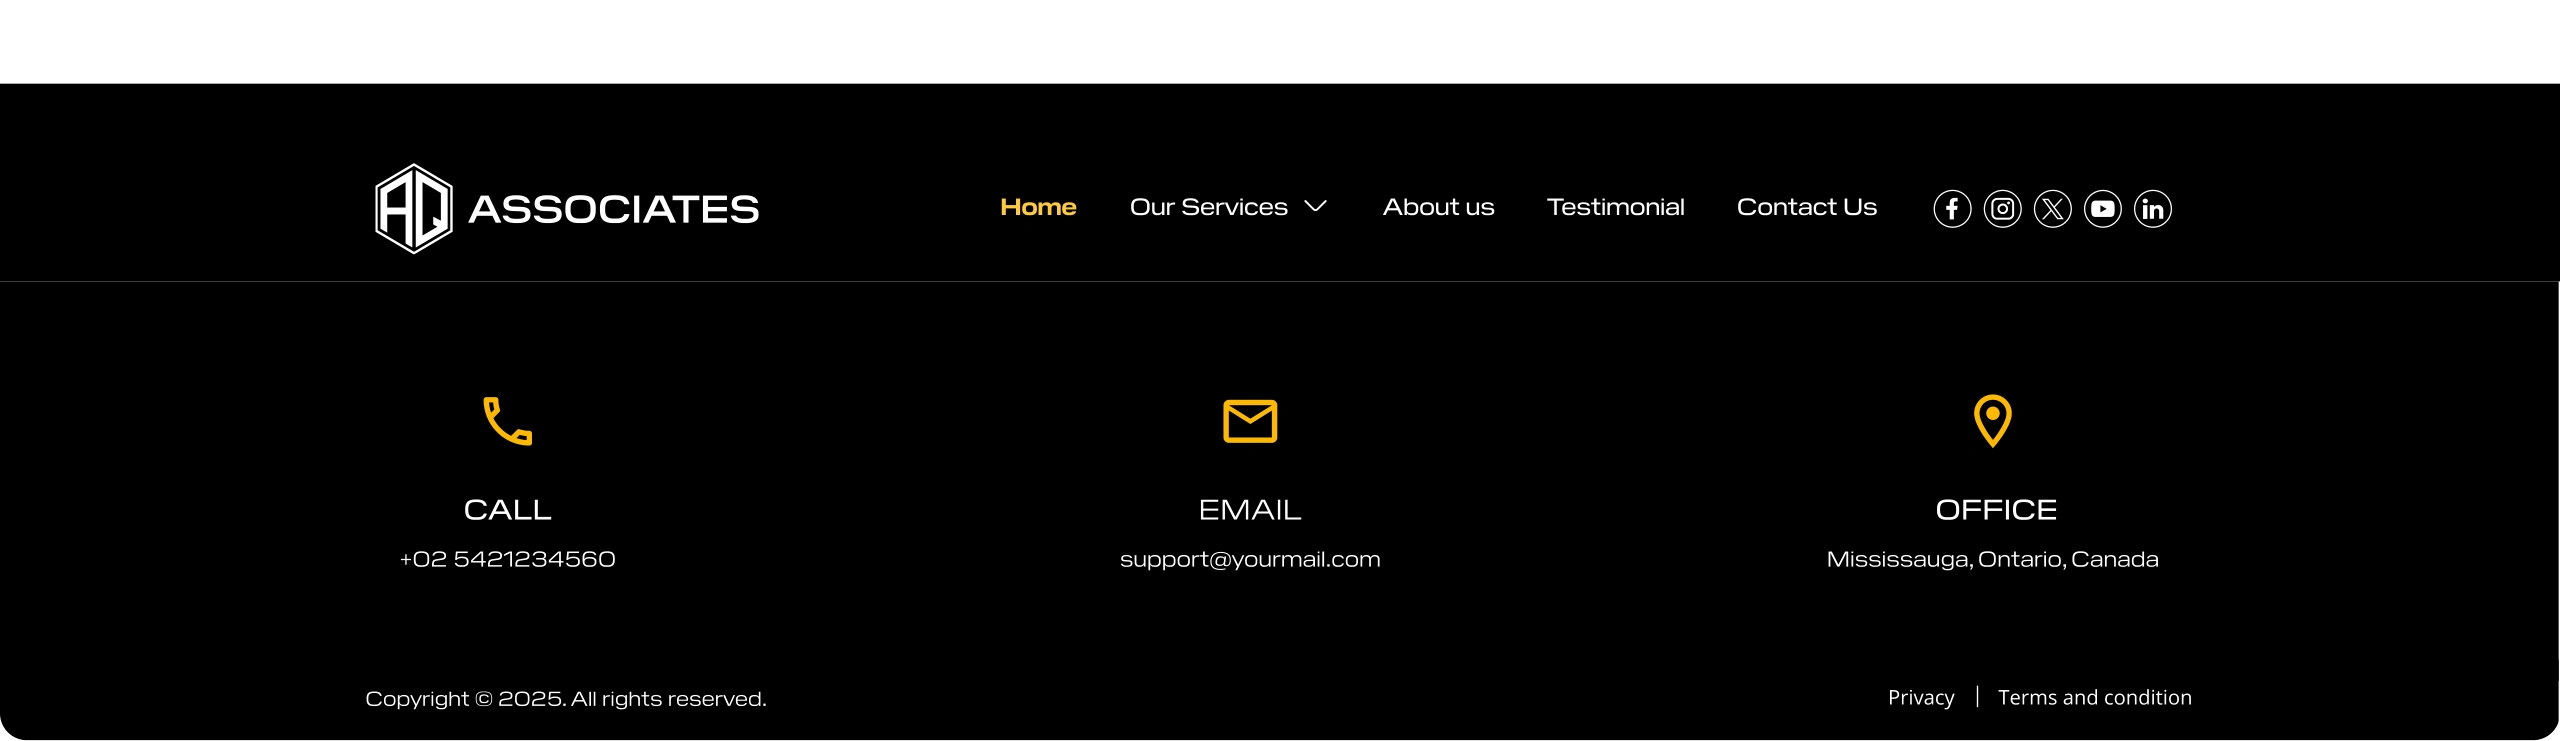 AQ ASSOCIATES
Home Our Services About us Testimonial Contact Us
CALL
+02 5421234560
EMAIL
support@yourmail.com
OFFICE
Mississauga, Ontario, Canada
Copyright © 2025. All rights reserved.
Privacy | Terms and condition